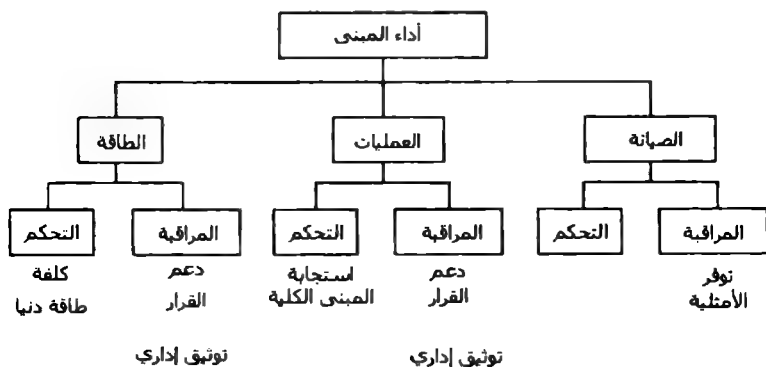 أداء المبنى
الصيانة
العمليات
الطاقة
المراقبة
التحكم
المراقبة
التحكم
المراقبة
التحكم
توفر
الأمثلية
دعم
القرار
توثيق إداري
استجابة
المبنى الكلية
دعم
القرار
توثيق إداري
كلفة
طاقة دنيا